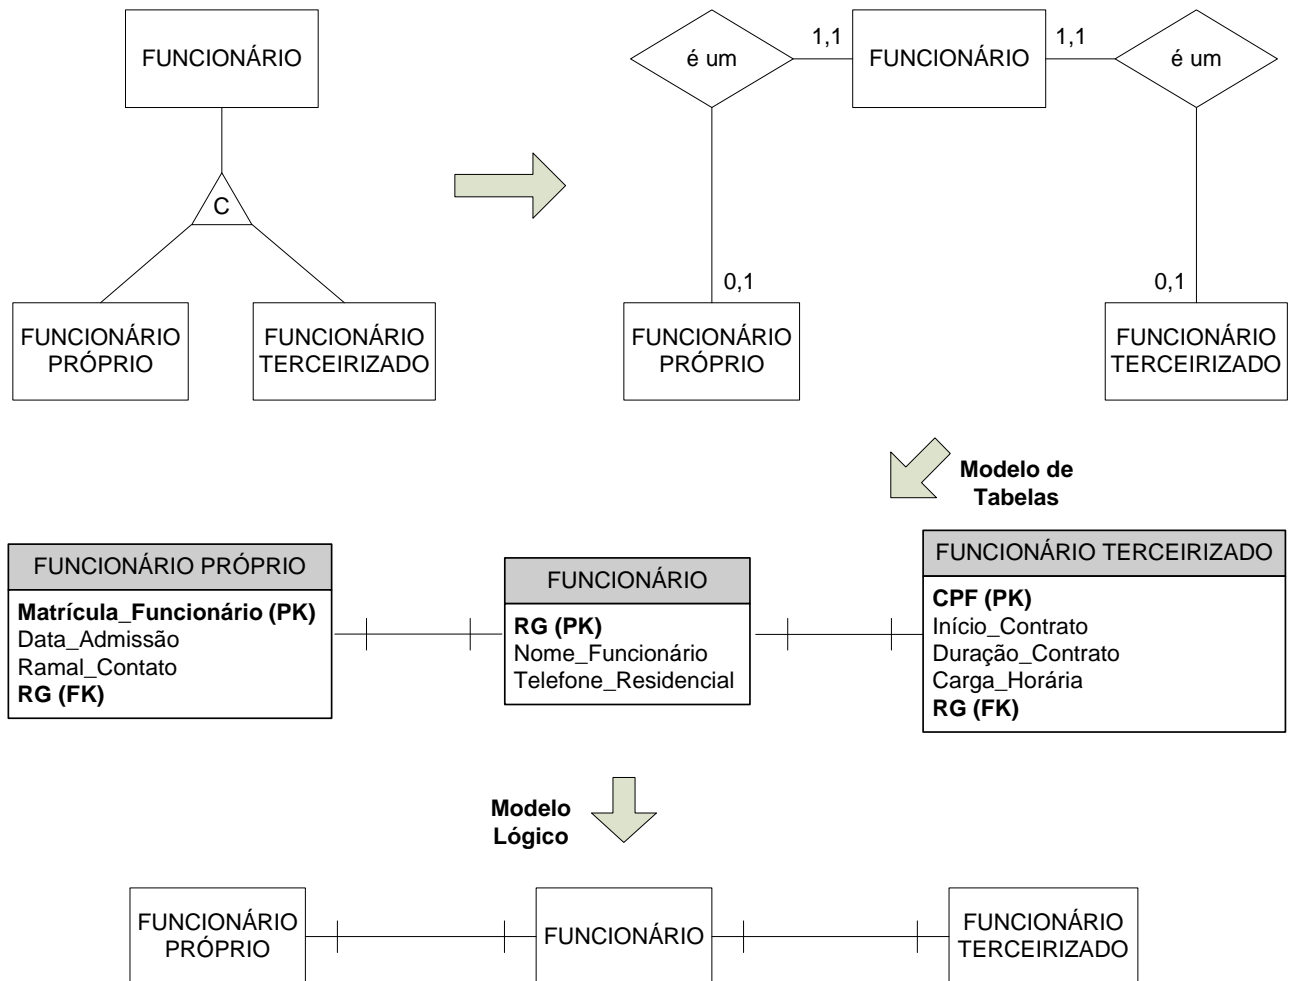 FUNCIONÁRIO
C
FUNCIONÁRIO
PRÓPRIO
FUNCIONÁRIO
TERCEIRIZADO
é um
1,1
FUNCIONÁRIO
1,1
é um
0,1
0,1
FUNCIONÁRIO
PRÓPRIO
FUNCIONÁRIO
TERCEIRIZADO
Modelo de
Tabelas
FUNCIONÁRIO PRÓPRIO
Matrícula_Funcionário (PK)
Data_Admissão
Ramal_Contato
RG (FK)
FUNCIONÁRIO
RG (PK)
Nome_Funcionário
Telefone_Residencial
FUNCIONÁRIO TERCEIRIZADO
CPF (PK)
Início_Contrato
Duração_Contrato
Carga_Horária
RG (FK)
Modelo
Lógico
FUNCIONÁRIO
PRÓPRIO
FUNCIONÁRIO
FUNCIONÁRIO
TERCEIRIZADO